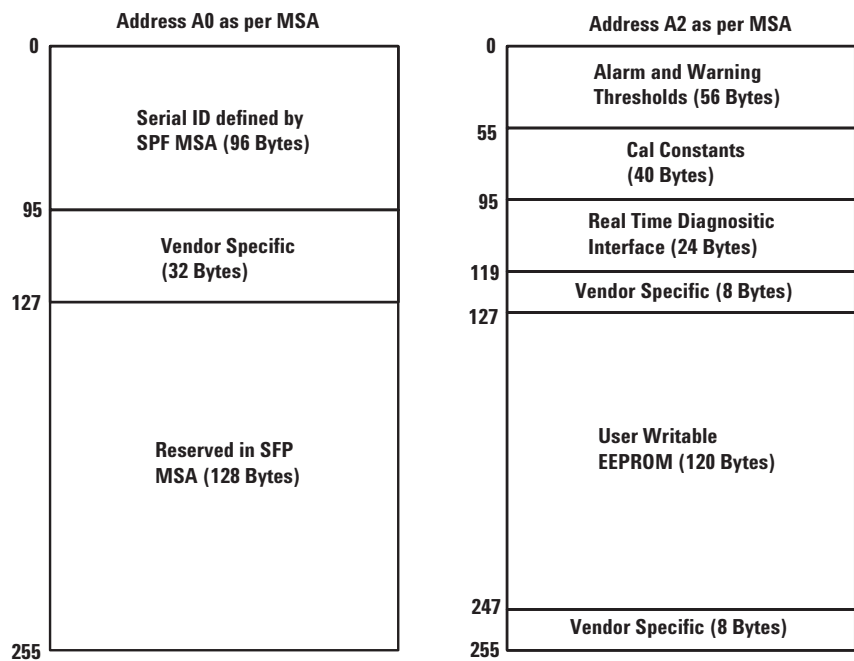 Address A0 as per MSA
0
Serial ID defined by
SPF MSA (96 Bytes)
95
Vendor Specific
(32 Bytes)
127
Reserved in SFP
MSA (128 Bytes)
255
Address A2 as per MSA
0
Alarm and Warning
Thresholds (56 Bytes)
55
Cal Constants
(40 Bytes)
95
Real Time Diagnositic
Interface (24 Bytes)
119
Vendor Specific (8 Bytes)
127
User Writable
EEPROM (120 Bytes)
247
Vendor Specific (8 Bytes)
255